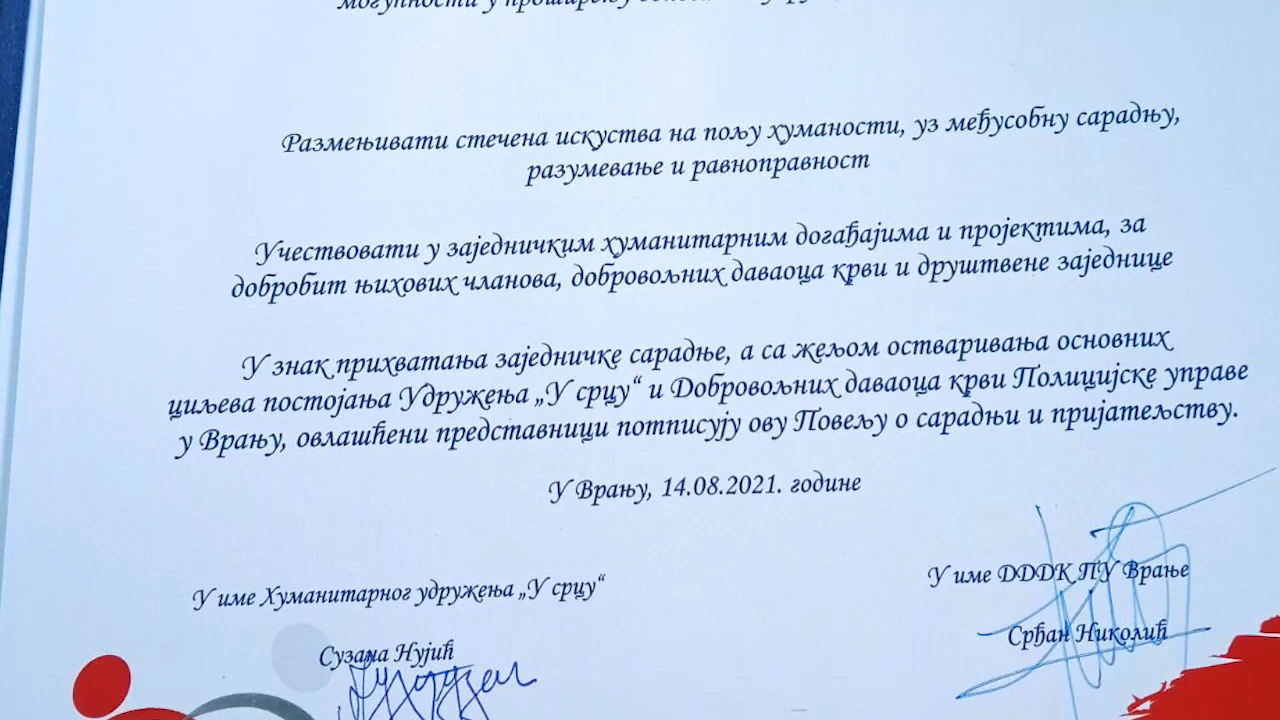 Размењивати стечена искуства на пољу хуманости, уз међусобну сарадњу,
разумевање и равноправност
Учествовати у заједничким хуманитарним догађајима и пројектима, за
добробит њихових чланова, добровољних даваоца крви и друштвене заједнице
У знак прихватања заједничке сарадње, а са жељом остваривања основних
циљева постојања Удружења „У срцу“ и Добровољних даваоца крви Полицијске управе
у Врању, овлашћени представници потписују ову Повељу о сарадњи и пријатељству.
У Врању, 14.08.2021. године
У име Хуманитарног удружења „У срцу“
У име ДДДК ПУ Врање
Сузана Нујић
Срђан Николић